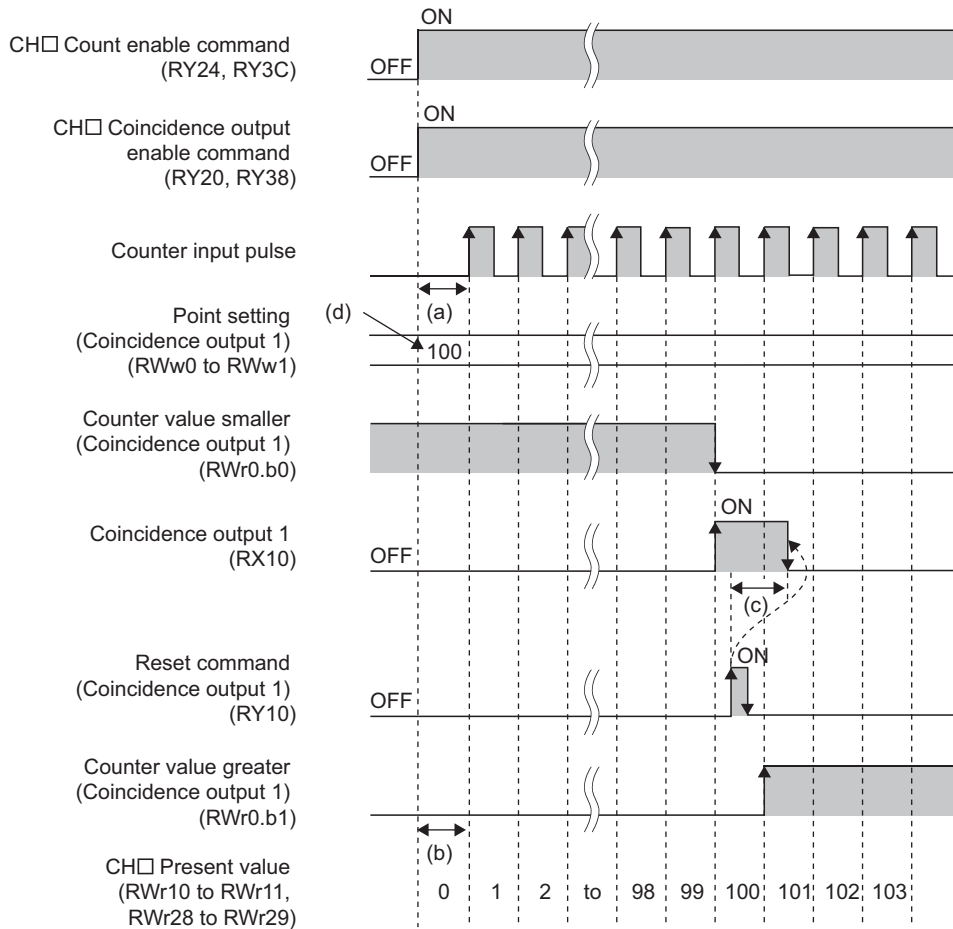 ON
CH□ Count enable command
(RY24, RY3C)
OFF
ON
CH□ Coincidence output
enable command
(RY20, RY38)
OFF
Counter input pulse
(a)
Point setting
(Coincidence output 1)
(RWw0 to RWw1)
(d)
100
Counter value smaller
(Coincidence output 1)
(RWr0.b0)
Coincidence output 1
(RX10)
OFF
ON
(c)
Reset command
(Coincidence output 1)
(RY10)
OFF
ON
Counter value greater
(Coincidence output 1)
(RWr0.b1)
(b)
CH□ Present value
(RWr10 to RWr11,
RWr28 to RWr29)
0 1 2 to 98 99 100 101 102 103